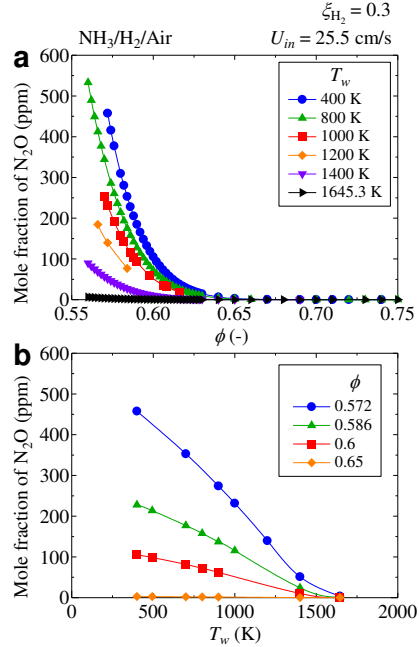 ξH₂ = 0.3
a NH₃/H₂/Air Uin = 25.5 cm/s
Mole fraction of N₂O (ppm)
600
500
400
300
200
100
0
0.55 0.60 0.65 0.70 0.75
ϕ (-)
Tw
400 K
800 K
1000 K
1200 K
1400 K
1645.3 K
b
Mole fraction of N₂O (ppm)
600
500
400
300
200
100
0
0 500 1000 1500 2000
Tw (K)
ϕ
0.572
0.586
0.6
0.65